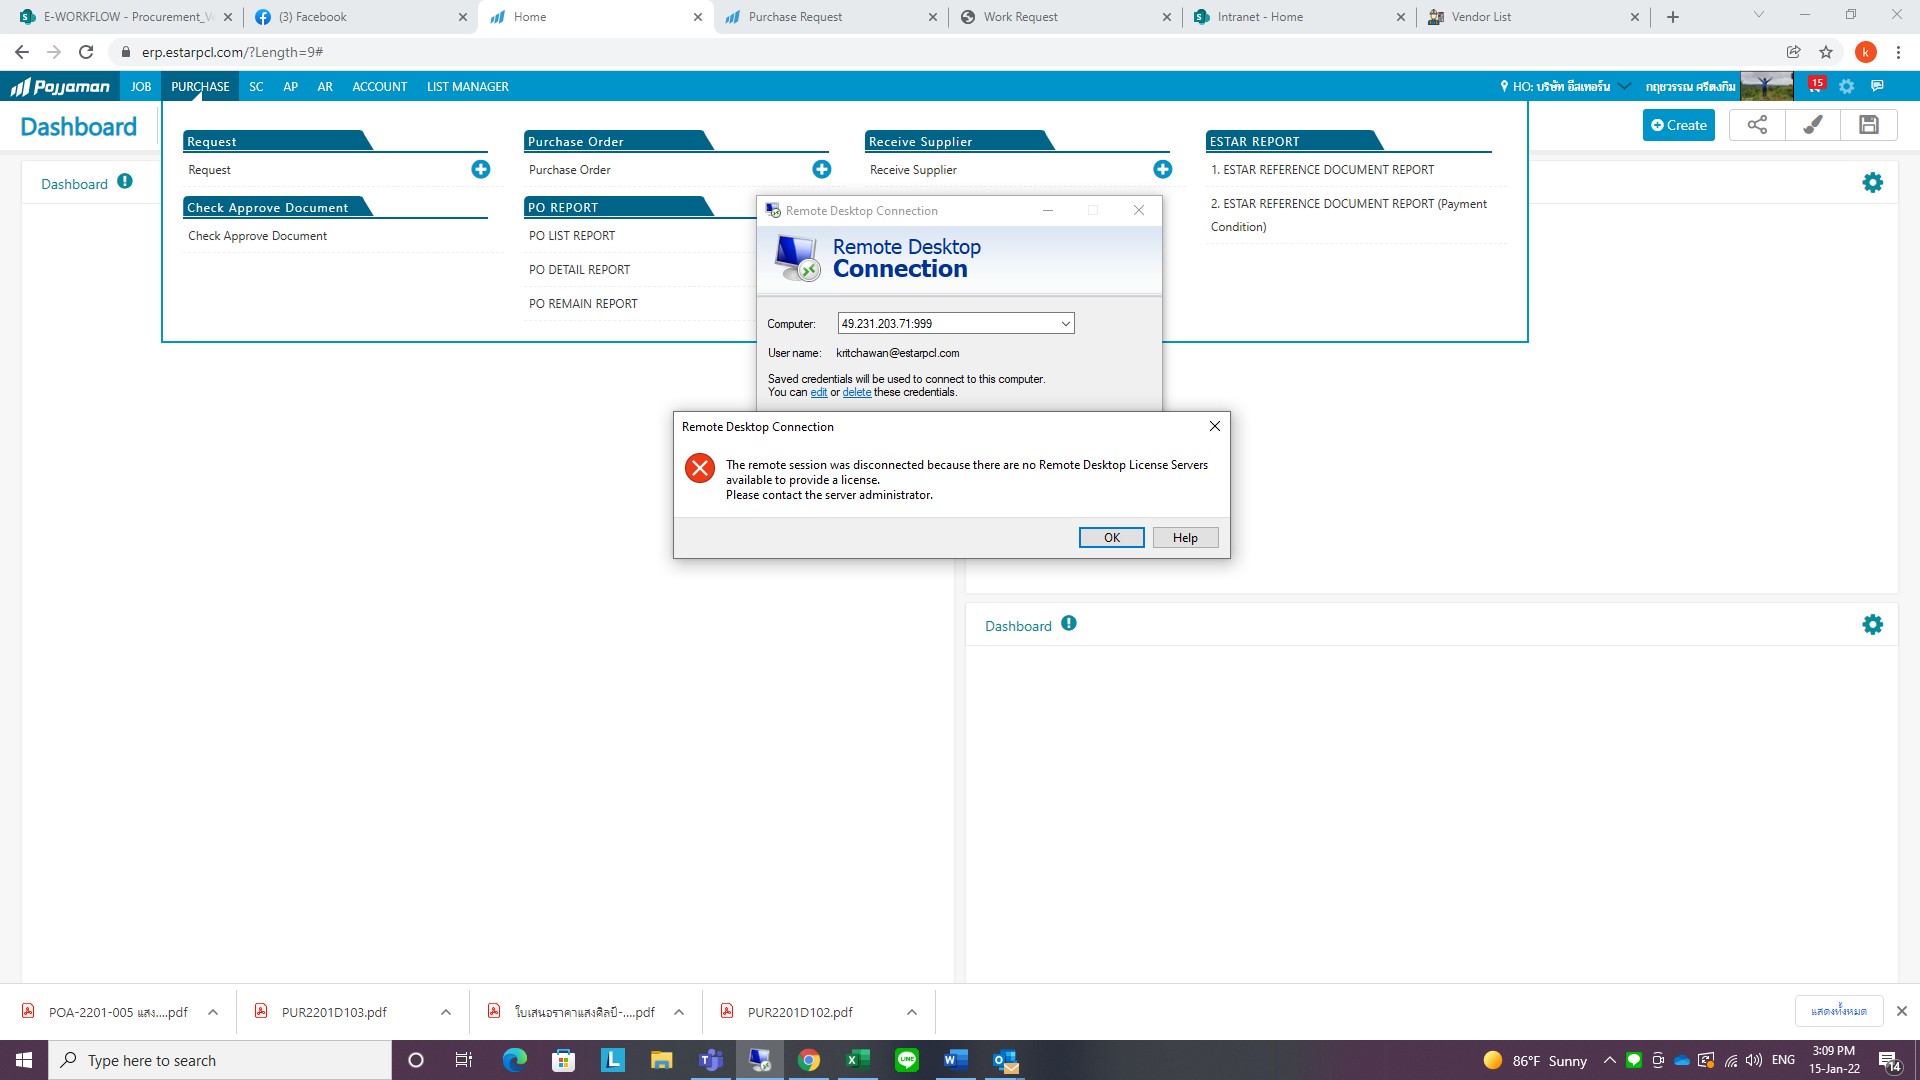 E-WORKFLOW - Procurement_V
(3) Facebook
Home
Purchase Request
Work Request
Intranet - Home
Vendor List
erp.estarpcl.com/?Length=9#
k
Pojjaman
JOB
PURCHASE
SC
AP
AR
ACCOUNT
LIST MANAGER
HO: บริษัท อีสเทอร์น
กฤชวรรณ ศรีตงกิม
15
Dashboard
Create
Request
Purchase Order
Receive Supplier
ESTAR REPORT
Request
Purchase Order
Receive Supplier
1. ESTAR REFERENCE DOCUMENT REPORT
Dashboard
Check Approve Document
PO REPORT
2. ESTAR REFERENCE DOCUMENT REPORT (Payment
Condition)
Check Approve Document
PO LIST REPORT
PO DETAIL REPORT
PO REMAIN REPORT
Remote Desktop Connection
Remote Desktop
Connection
Computer:
49.231.203.71:999
User name:
kritchawan@estarpcl.com
Saved credentials will be used to connect to this computer.
You can edit or delete these credentials.
Remote Desktop Connection
The remote session was disconnected because there are no Remote Desktop License Servers
available to provide a license.
Please contact the server administrator.
OK
Help
Dashboard
POA-2201-005 แสง....pdf
PUR2201D103.pdf
ใบเสนอราคาแสงศิลป์-....pdf
PUR2201D102.pdf
แสดงทั้งหมด
Type here to search
86°F Sunny
ENG
3:09 PM
15-Jan-22
14